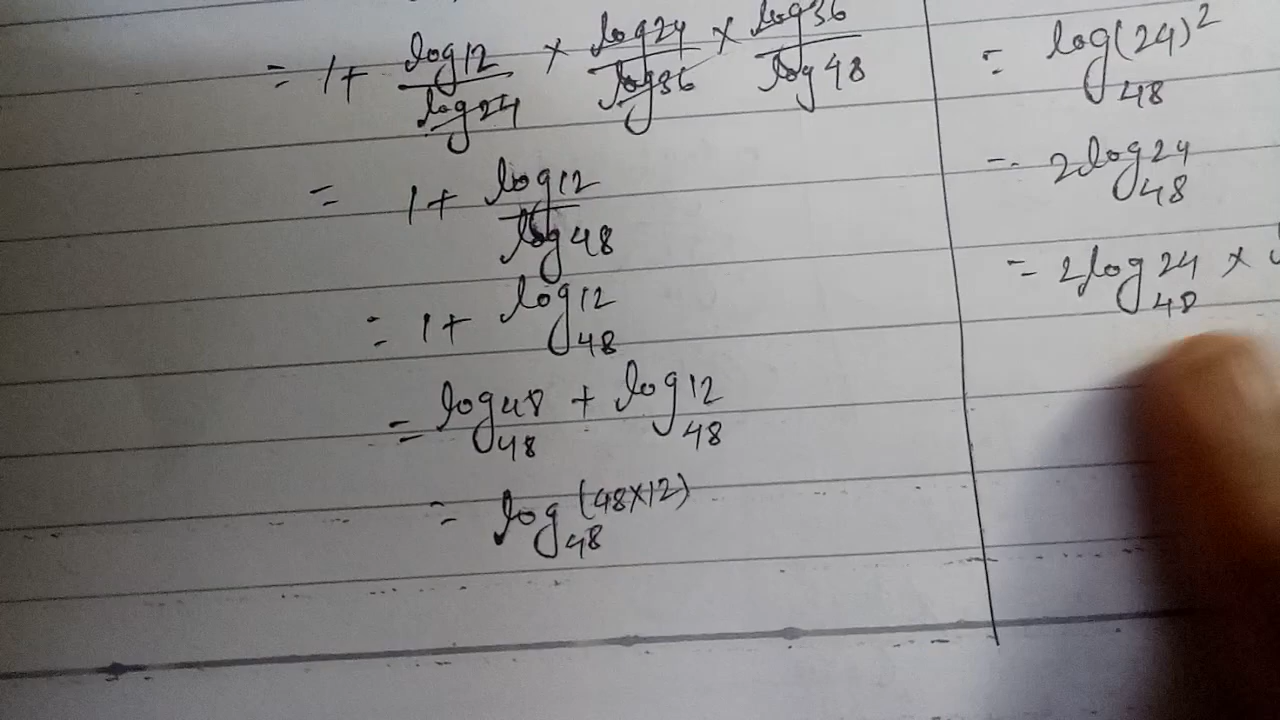 = 1 + log12/log24 × log24/log36 × log36/log48
= 1 + log12/log48
= 1 + log₄₈12
= log₄₈48 + log₄₈12
= log₄₈(48×12)
= log₄₈(24)²
= 2log₄₈24
= 2log₄₈24 ×